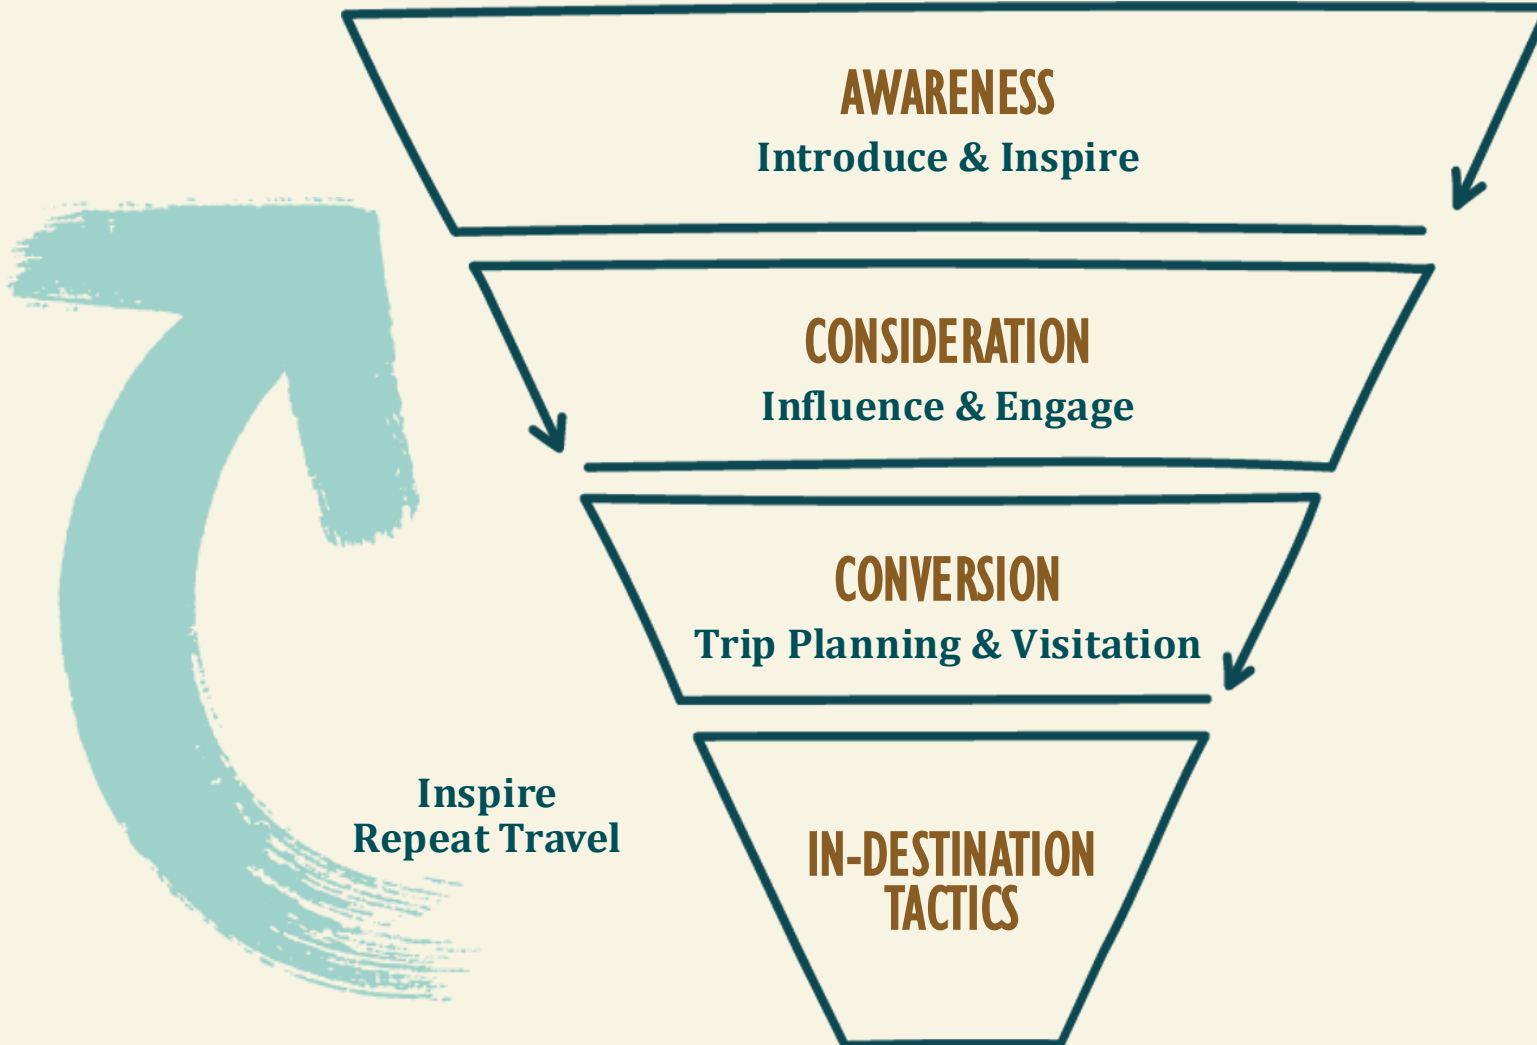 AWARENESS
Introduce & Inspire
CONSIDERATION
Influence & Engage
CONVERSION
Trip Planning & Visitation
Inspire
Repeat Travel
IN-DESTINATION
TACTICS